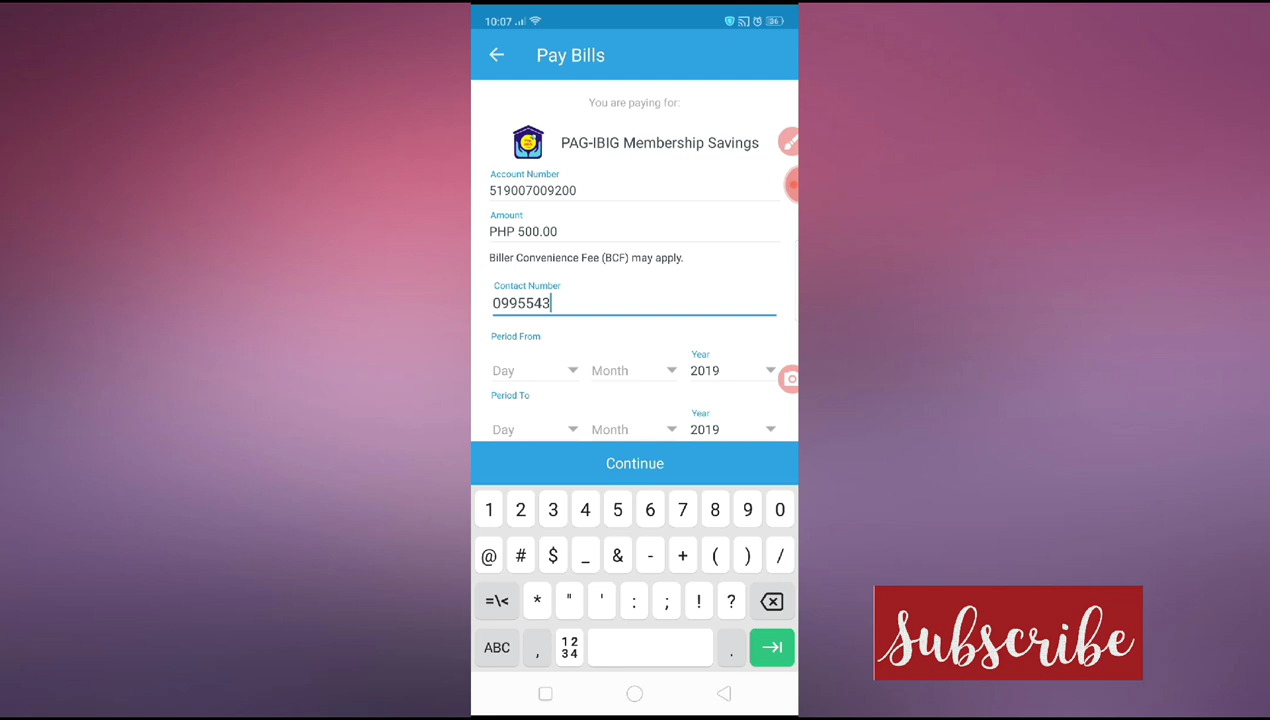 10:07
36
Pay Bills
You are paying for:
PAG-IBIG Membership Savings
Account Number
519007009200
Amount
PHP 500.00
Biller Convenience Fee (BCF) may apply.
Contact Number
0995543
Period From
Year
Day Month 2019
Period To
Year
Day Month 2019
Continue
1 2 3 4 5 6 7 8 9 0
@ # $ _ & - + ( ) /
=\< * " ' : ; ! ?
ABC , 12 34 .
Subscribe